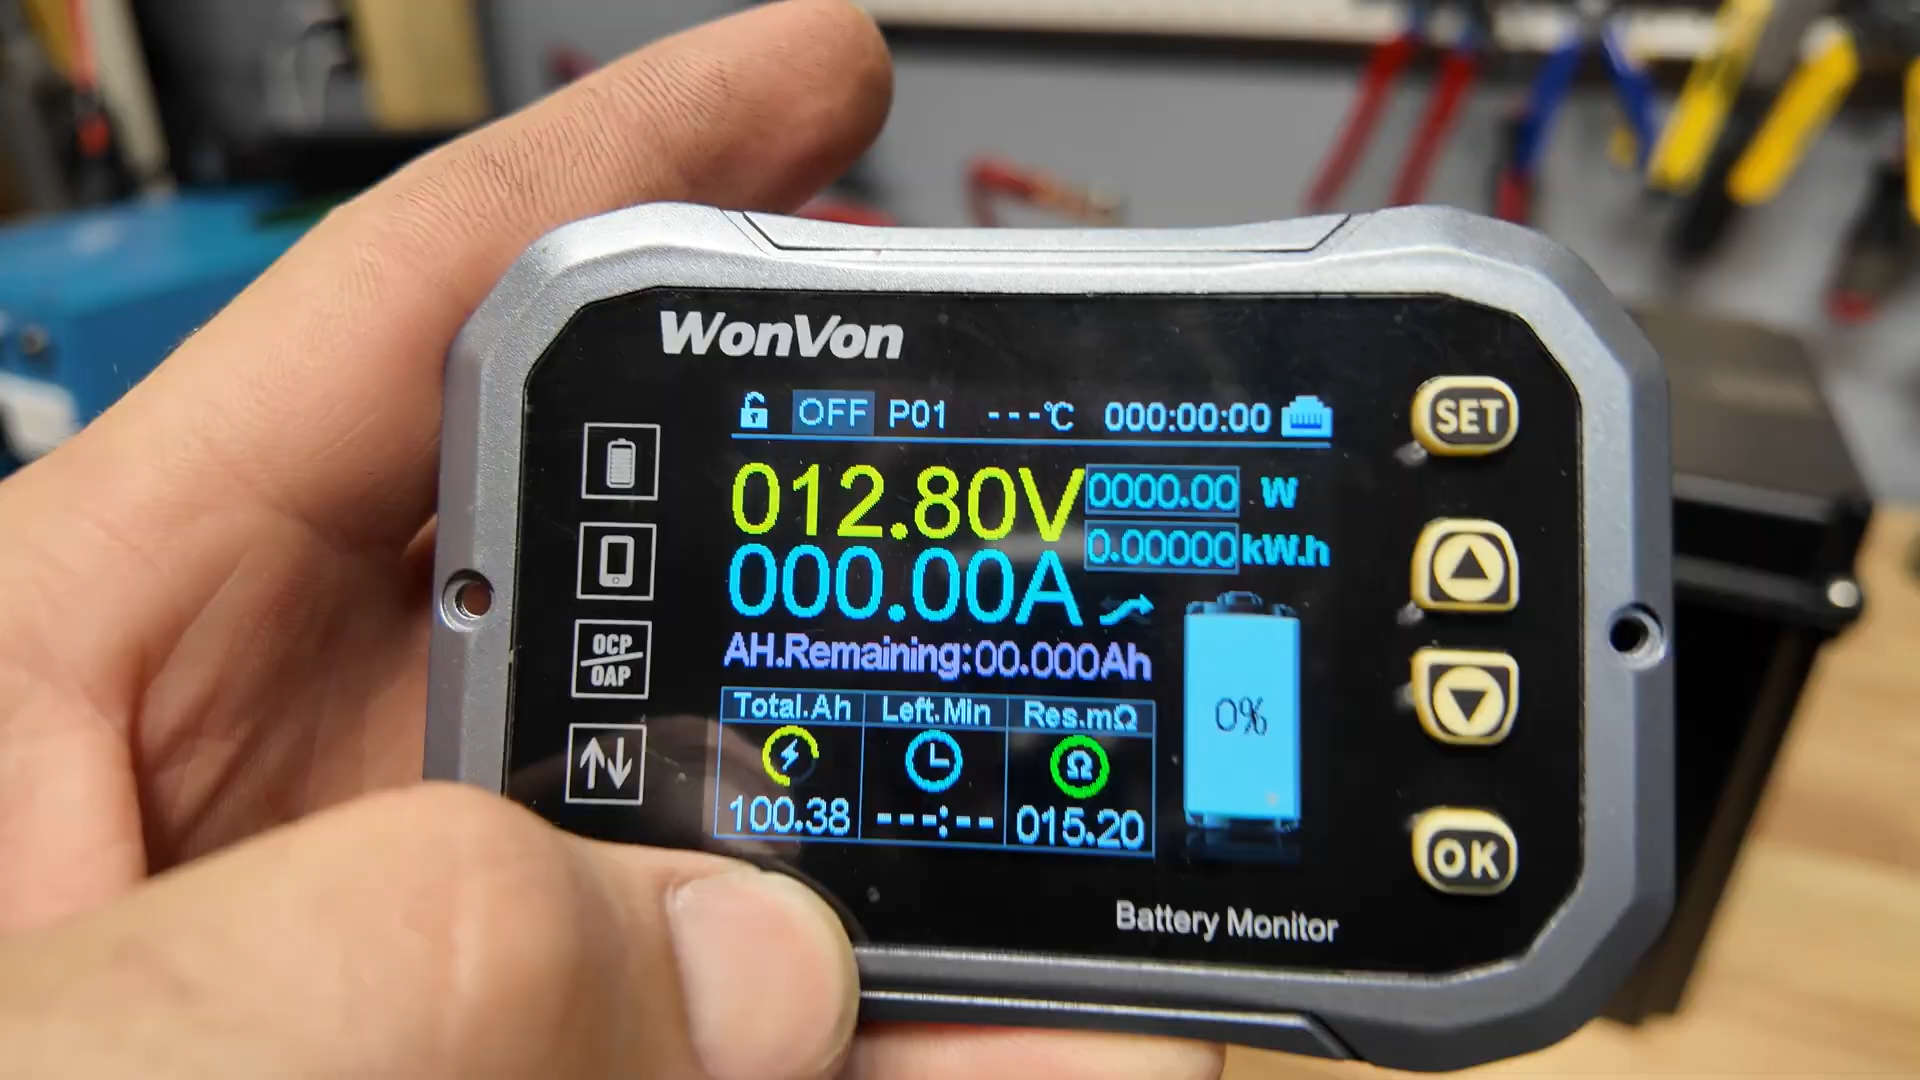 WonVon
OFF P01 ---℃ 000:00:00
012.80V 0000.00 W
0.00000 kW.h
000.00A
AH.Remaining:00.000Ah
Total.Ah Left.Min Res.mΩ
Ω
100.38 ---:-- 015.20
0%
OCP
OAP
SET
OK
Battery Monitor